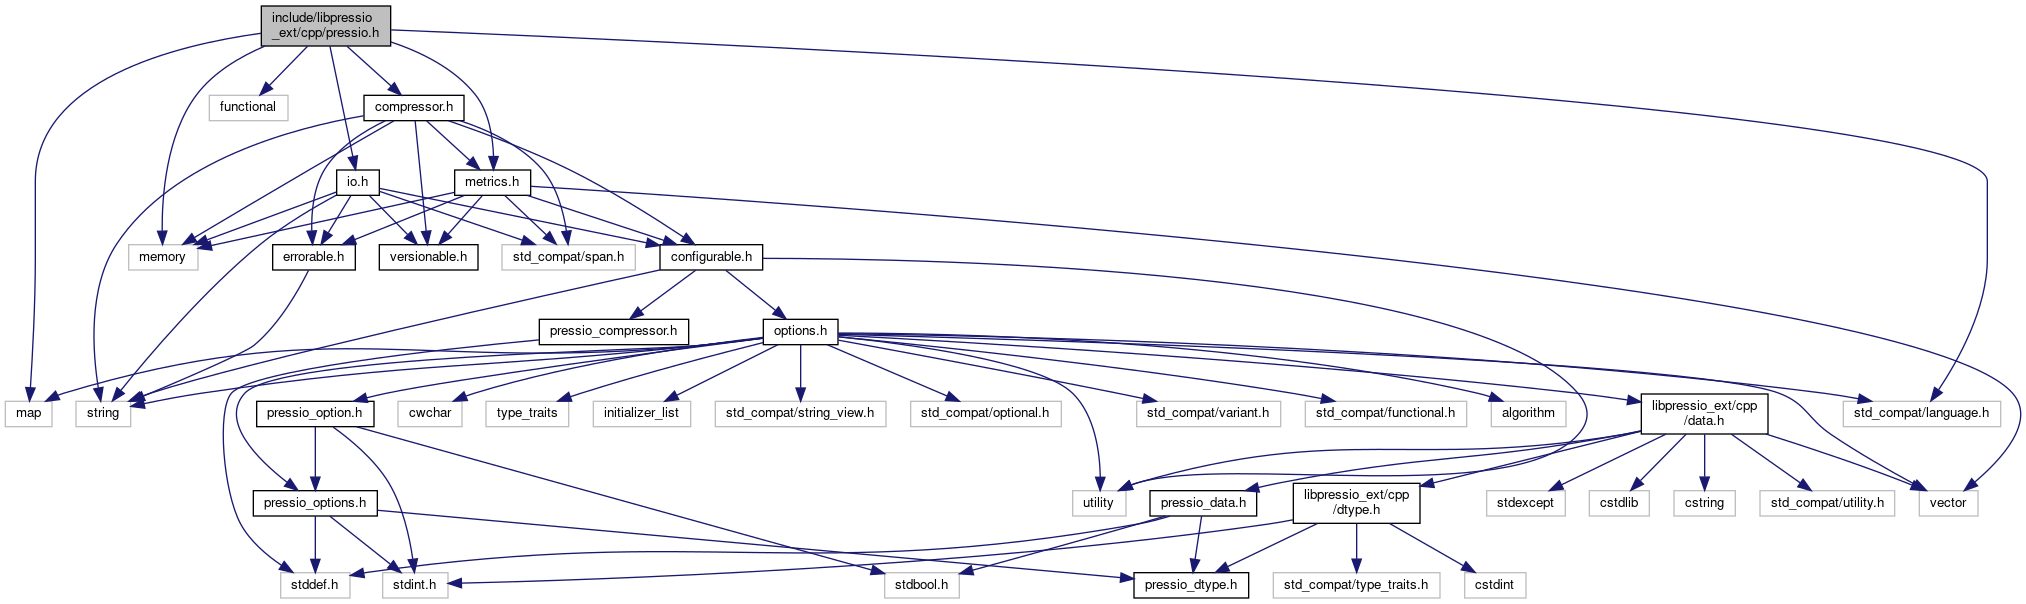 include/libpressio
_ext/cpp/pressio.h
functional
compressor.h
io.h
metrics.h
memory
errorable.h
versionable.h
std_compat/span.h
configurable.h
pressio_compressor.h
options.h
map
string
pressio_option.h
cwchar
type_traits
initializer_list
std_compat/string_view.h
std_compat/optional.h
std_compat/variant.h
std_compat/functional.h
algorithm
libpressio_ext/cpp
/data.h
std_compat/language.h
pressio_options.h
utility
pressio_data.h
libpressio_ext/cpp
/dtype.h
stdexcept
cstdlib
cstring
std_compat/utility.h
vector
stddef.h
stdint.h
stdbool.h
pressio_dtype.h
std_compat/type_traits.h
cstdint